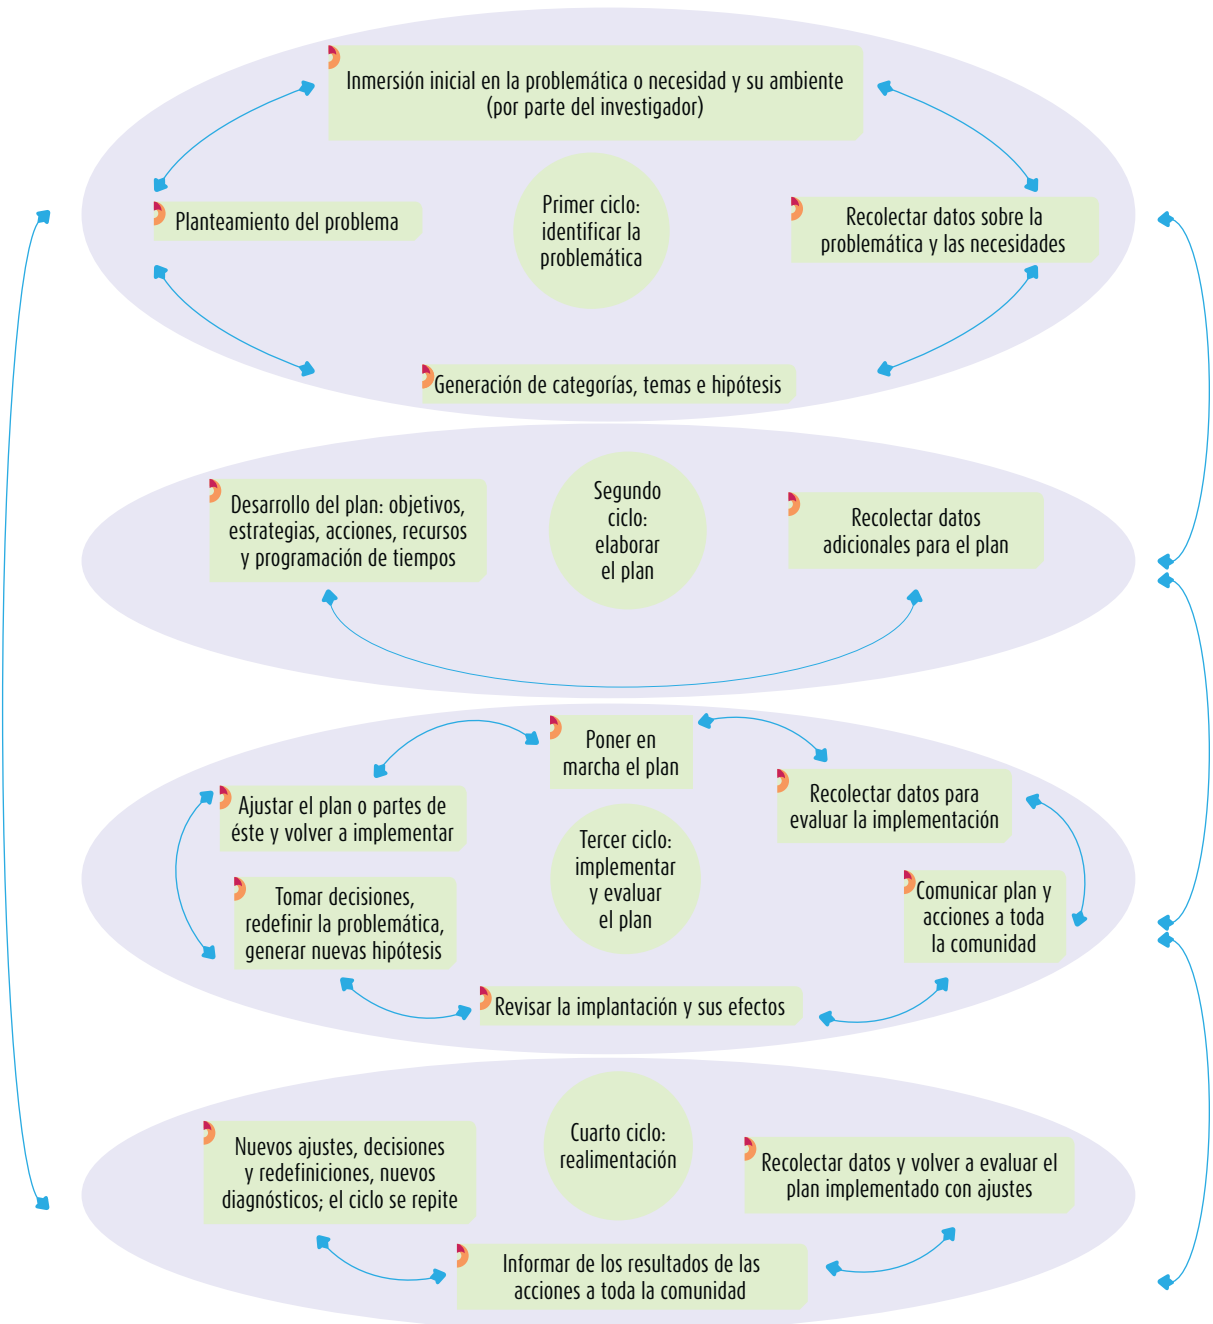 Inmersión inicial en la problemática o necesidad y su ambiente
(por parte del investigador)
Planteamiento del problema
Primer ciclo:
identificar la
problemática
Recolectar datos sobre la
problemática y las necesidades
Generación de categorías, temas e hipótesis
Desarrollo del plan: objetivos,
estrategias, acciones, recursos
y programación de tiempos
Segundo
ciclo:
elaborar
el plan
Recolectar datos
adicionales para el plan
Poner en
marcha el plan
Ajustar el plan o partes de
éste y volver a implementar
Recolectar datos para
evaluar la implementación
Tercer ciclo:
implementar
y evaluar
el plan
Tomar decisiones,
redefinir la problemática,
generar nuevas hipótesis
Comunicar plan y
acciones a toda
la comunidad
Revisar la implantación y sus efectos
Cuarto ciclo:
realimentación
Nuevos ajustes, decisiones
y redefiniciones, nuevos
diagnósticos; el ciclo se repite
Recolectar datos y volver a evaluar el
plan implementado con ajustes
Informar de los resultados de las
acciones a toda la comunidad